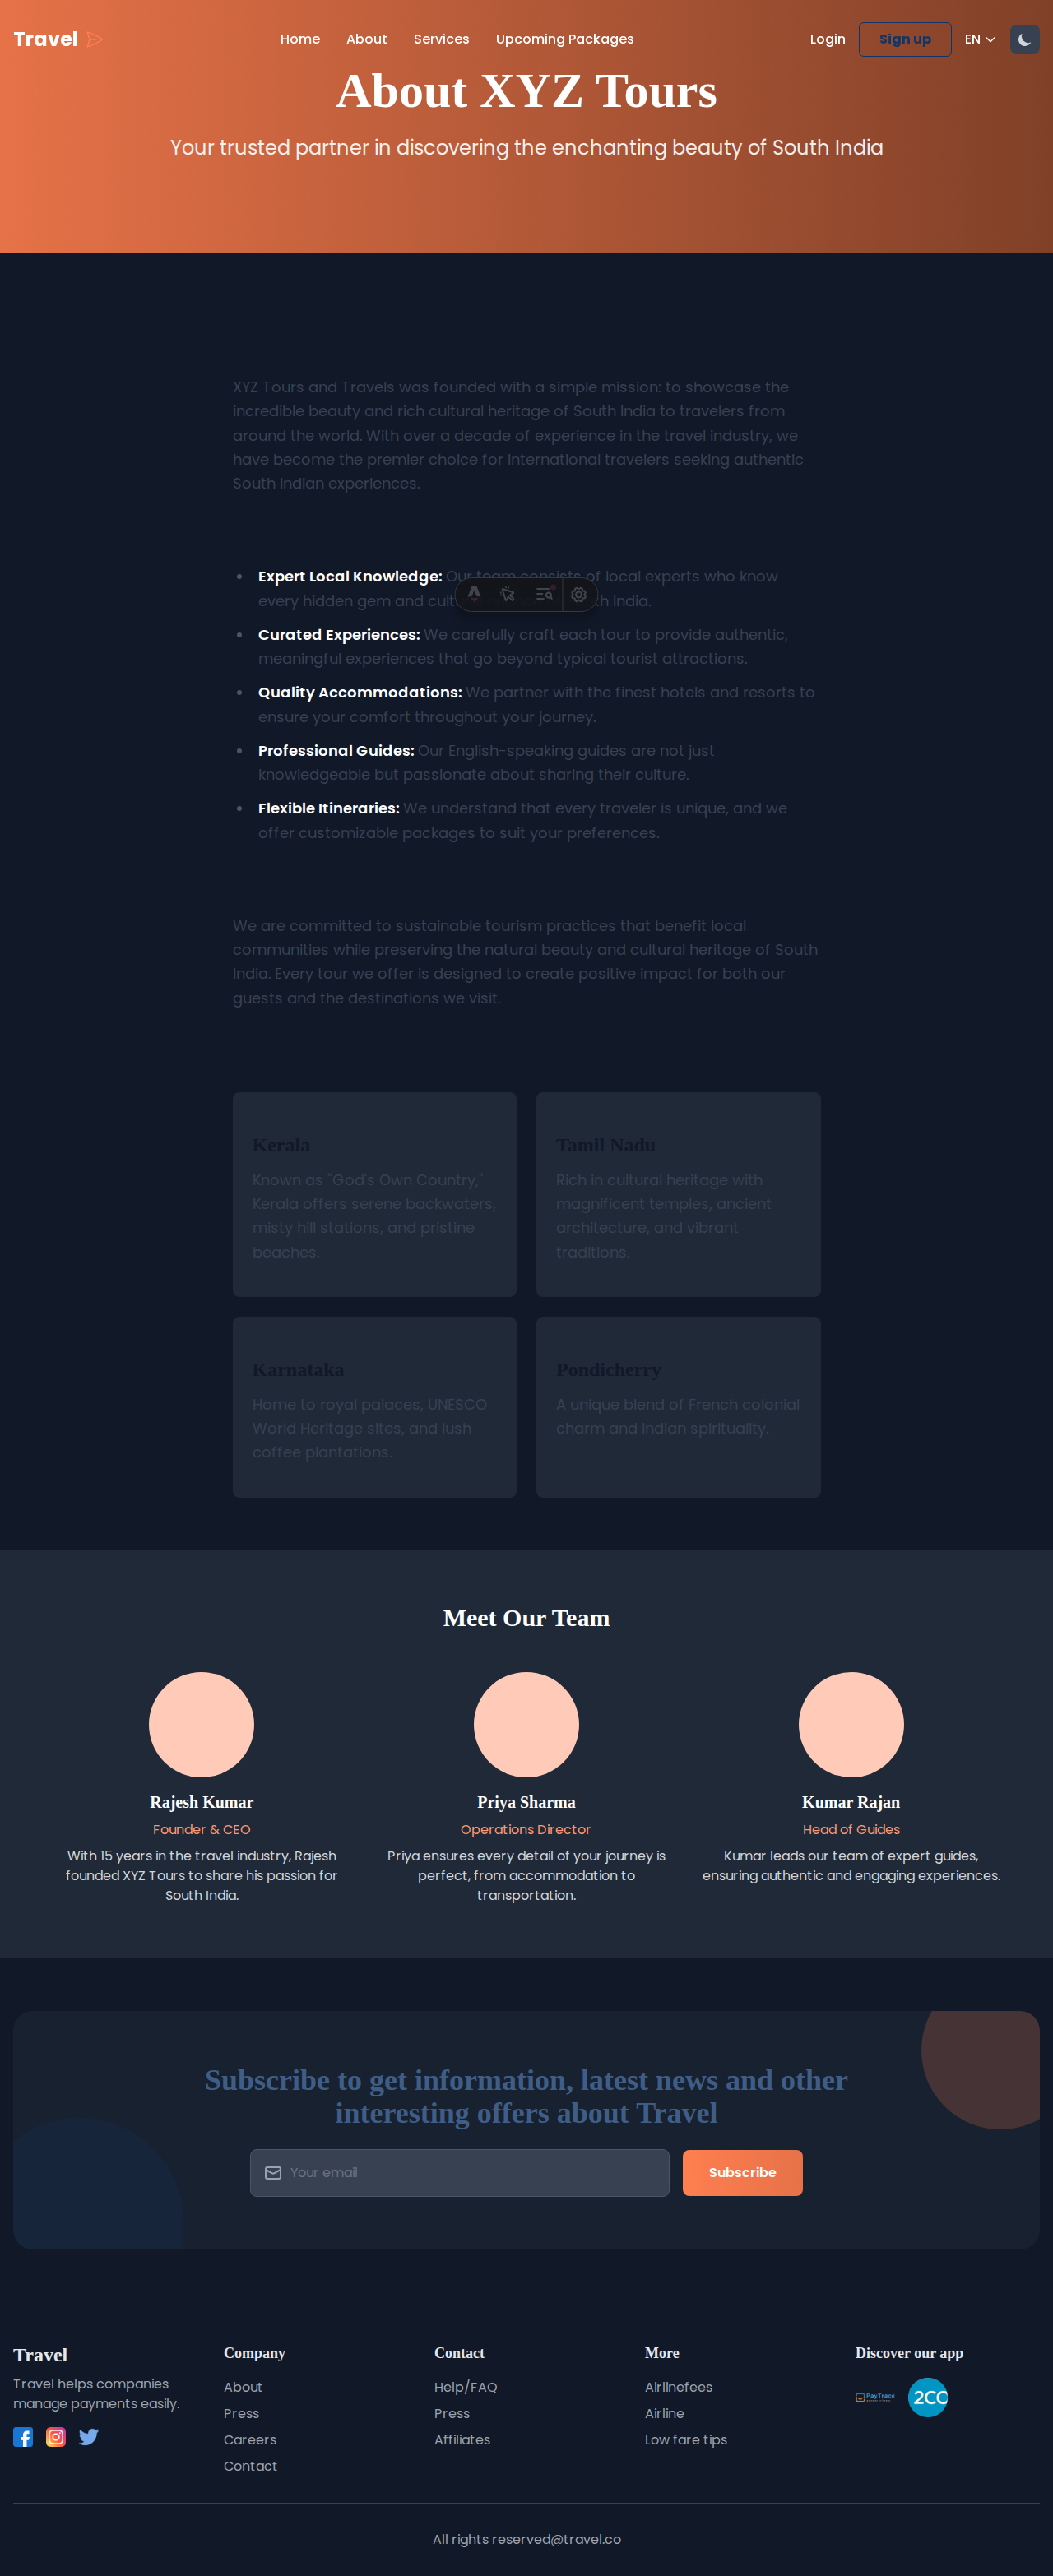 Travel
Home About Services Upcoming Packages
Login Sign up EN
About XYZ Tours
Your trusted partner in discovering the enchanting beauty of South India
XYZ Tours and Travels was founded with a simple mission: to showcase the
incredible beauty and rich cultural heritage of South India to travelers from
around the world. With over a decade of experience in the travel industry, we
have become the premier choice for international travelers seeking authentic
South Indian experiences.
Expert Local Knowledge: Our team consists of local experts who know
every hidden gem and India.
Curated Experiences: We carefully craft each tour to provide authentic,
meaningful experiences that go beyond typical tourist attractions.
Quality Accommodations: We partner with the finest hotels and resorts to
ensure your comfort throughout your journey.
Professional Guides: Our English-speaking guides are not just
knowledgeable but passionate about sharing their culture.
Flexible Itineraries: We understand that every traveler is unique, and we
offer customizable packages to suit your preferences.
We are committed to sustainable tourism practices that benefit local
communities while preserving the natural beauty and cultural heritage of South
India. Every tour we offer is designed to create positive impact for both our
guests and the destinations we visit.
Kerala
Known as "God's Own Country,"
Kerala offers serene backwaters,
misty hill stations, and pristine
beaches.
Tamil Nadu
Rich in cultural heritage with
magnificent temples, ancient
architecture, and vibrant
traditions.
Karnataka
Home to royal palaces, UNESCO
World Heritage sites, and lush
coffee plantations.
Pondicherry
A unique blend of French colonial
charm and Indian spirituality.
Meet Our Team
Rajesh Kumar
Founder & CEO
With 15 years in the travel industry, Rajesh
founded XYZ Tours to share his passion for
South India.
Priya Sharma
Operations Director
Priya ensures every detail of your journey is
perfect, from accommodation to
transportation.
Kumar Rajan
Head of Guides
Kumar leads our team of expert guides,
ensuring authentic and engaging experiences.
Subscribe to get information, latest news and other
interesting offers about Travel
Your email
Subscribe
Travel
Travel helps companies
manage payments easily.
Company
About
Press
Careers
Contact
Contact
Help/FAQ
Press
Affiliates
More
Airlinefees
Airline
Low fare tips
Discover our app
PayTrace
2CO
All rights reserved@travel.co